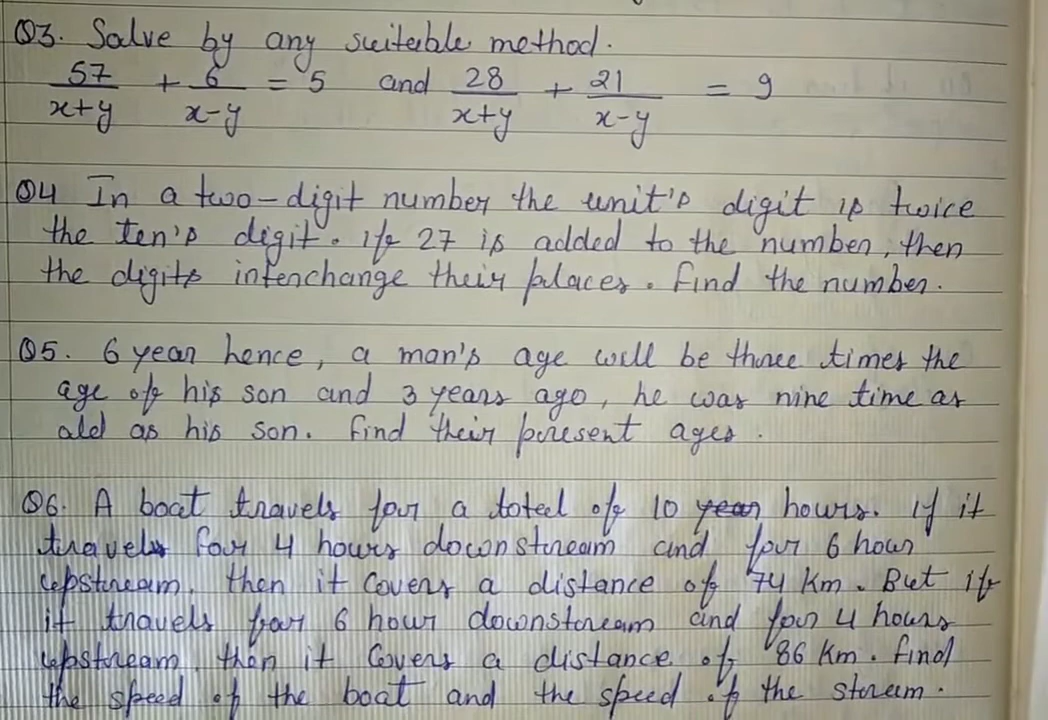 Q3. Solve by any suitable method.
57/x+y + 6/x-y = 5 and 28/x+y + 21/x-y = 9
Q4 In a two-digit number the unit's digit is twice
the ten's digit. if 27 is added to the number, then
the digits interchange their places. find the number.
Q5. 6 year hence, a man's age will be three times the
age of his son and 3 years ago, he was nine time as
old as his son. find their present ages.
Q6. A boat travels for a total of 10 year hours. if it
travels for 4 hours downstream and for 6 hour
upstream, then it covers a distance of 74 km. But if
it travels for 6 hour downstream and for 4 hours
upstream, then it covers a distance of 86 km. find
the speed of the boat and the speed of the stream.